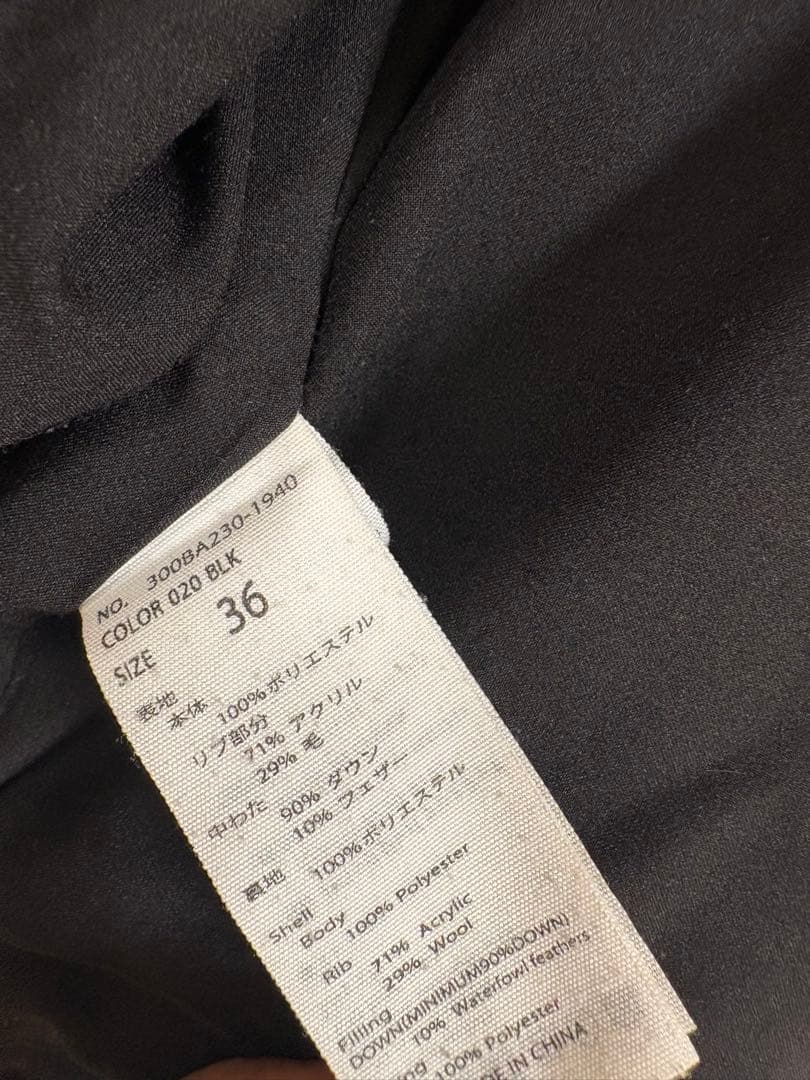 NO. 300BA230-1940
COLOR 020 BLK
SIZE 36
表地
本体 100%ポリエステル
リブ部分
71% アクリル
29% 毛
中わた 90% ダウン
10% フェザー
裏地 100%ポリエステル
Shell
Body 100% Polyester
Rib 71% Acrylic
29% Wool
Filling
DOWN(MINIMUM90%DOWN)
10% Waterfowl feathers
100% Polyester
IN CHINA